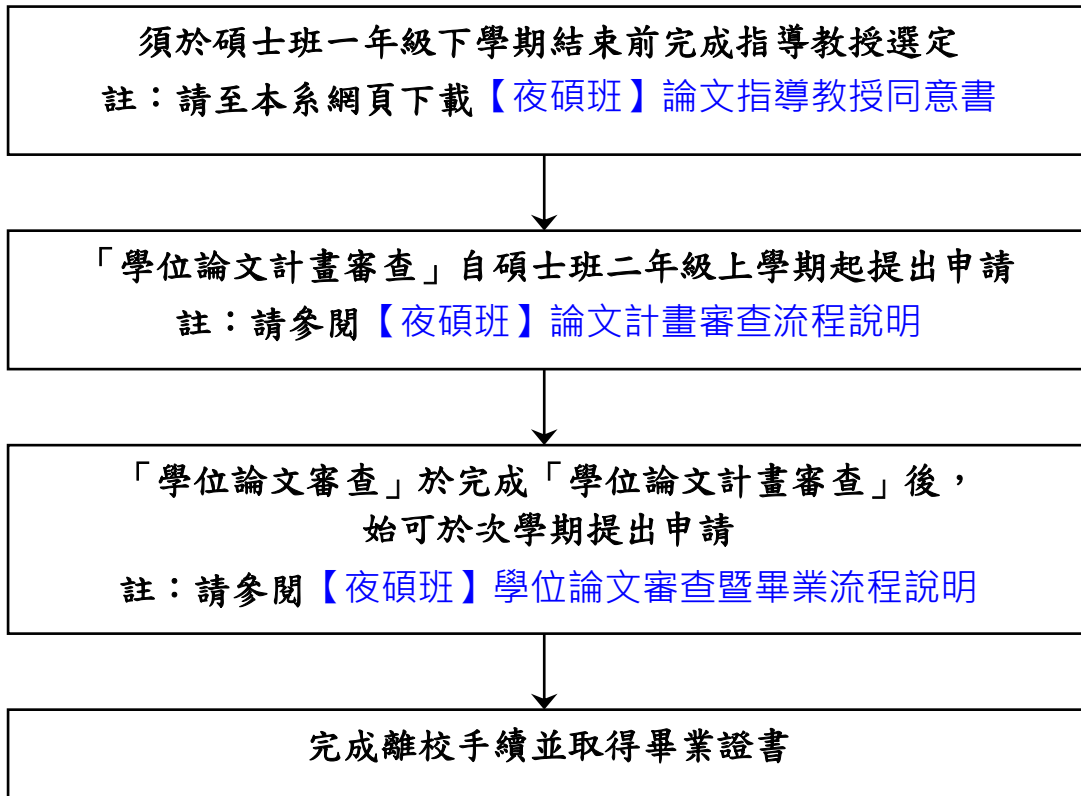 須於碩士班一年級下學期結束前完成指導教授選定
註：請至本系網頁下載【夜碩班】論文指導教授同意書
「學位論文計畫審查」自碩士班二年級上學期起提出申請
註：請參閱【夜碩班】論文計畫審查流程說明
「學位論文審查」於完成「學位論文計畫審查」後，
始可於次學期提出申請
註：請參閱【夜碩班】學位論文審查暨畢業流程說明
完成離校手續並取得畢業證書